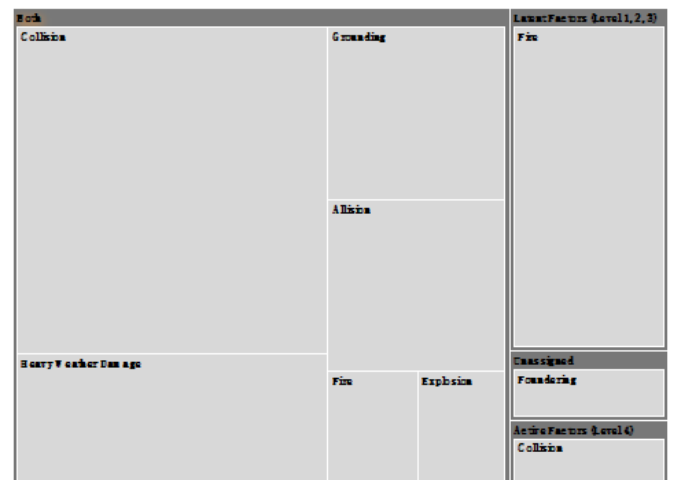 Both
Collision
Grounding
Allision
Heavy Weather Damage
Fire
Explosion
Latent Factors (Level 1, 2, 3)
Fire
Unassigned
Foundering
Active Factors (Level 4)
Collision